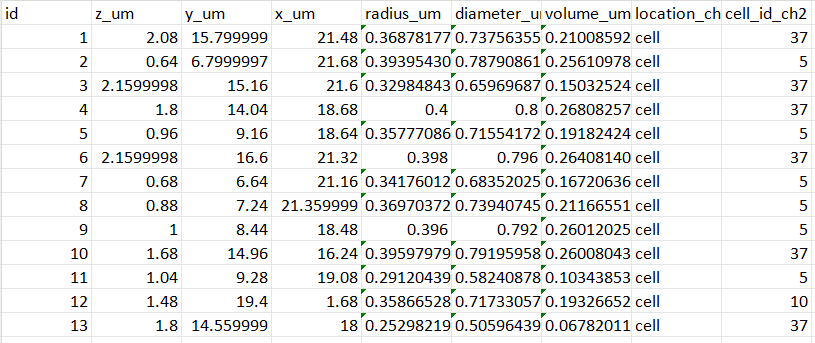 id z_um y_um x_um radius_um diameter_u volume_um location_ch cell_id_ch2
1 2.08 15.799999 21.48 0.36878177 0.73756355 0.21008592 cell 37
2 0.64 6.7999997 21.68 0.39395430 0.78790861 0.25610978 cell 5
3 2.1599998 15.16 21.6 0.32984843 0.65969687 0.15032524 cell 37
4 1.8 14.04 18.68 0.4 0.8 0.26808257 cell 37
5 0.96 9.16 18.64 0.35777086 0.71554172 0.19182424 cell 5
6 2.1599998 16.6 21.32 0.398 0.796 0.26408140 cell 37
7 0.68 6.64 21.16 0.34176012 0.68352025 0.16720636 cell 5
8 0.88 7.24 21.359999 0.36970372 0.73940745 0.21166551 cell 5
9 1 8.44 18.48 0.396 0.792 0.26012025 cell 5
10 1.68 14.96 16.24 0.39597979 0.79195958 0.26008043 cell 37
11 1.04 9.28 19.08 0.29120439 0.58240878 0.10343853 cell 5
12 1.48 19.4 1.68 0.35866528 0.71733057 0.19326652 cell 10
13 1.8 14.559999 18 0.25298219 0.50596439 0.06782011 cell 37